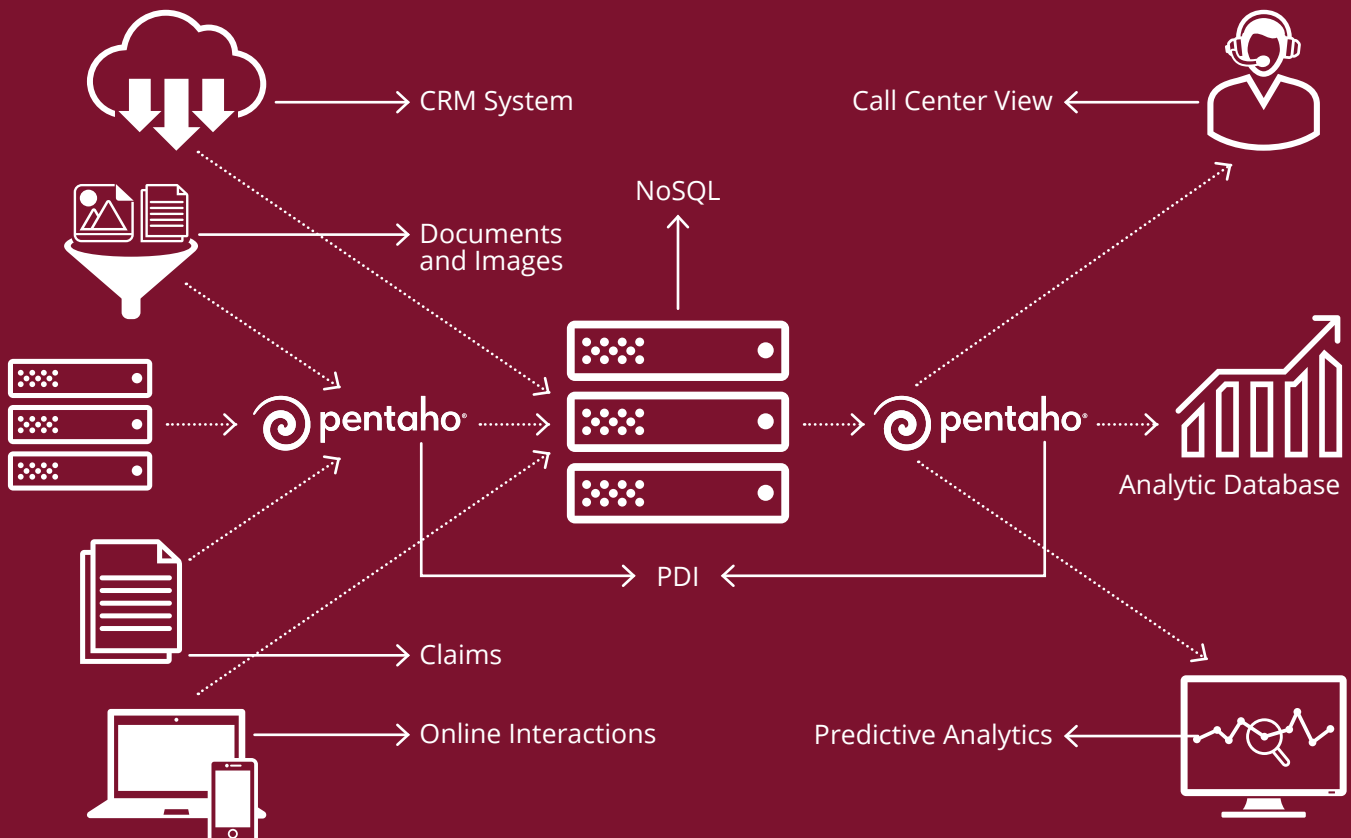 CRM System
Call Center View
NoSQL
Documents
and Images
pentaho®
pentaho®
Analytic Database
PDI
Claims
Online Interactions
Predictive Analytics